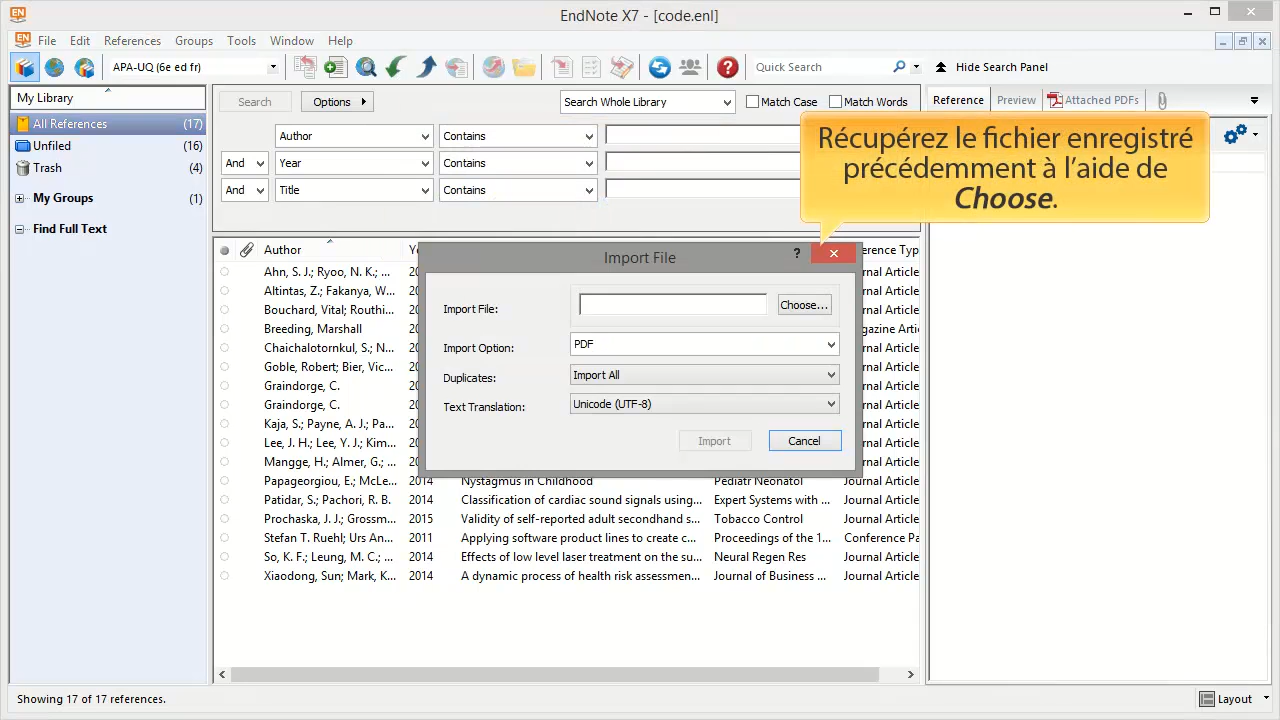 EndNote X7 - [code.enl]
File Edit References Groups Tools Window Help
APA-UQ (6e ed fr)
Quick Search
Hide Search Panel
My Library
All References (17)
Unfiled (16)
Trash (4)
My Groups (1)
Find Full Text
Search
Options
Search Whole Library
Match Case
Match Words
Author Contains
And Year Contains
And Title Contains
Reference Preview Attached PDFs
Récupérez le fichier enregistré
précédemment à l’aide de
Choose.
Import File
Import File: Choose...
Import Option: PDF
Duplicates: Import All
Text Translation: Unicode (UTF-8)
Import Cancel
Author
Ahn, S. J.; Ryoo, N. K.; ...
Altintas, Z.; Fakanya, W...
Bouchard, Vital; Routhi...
Breeding, Marshall
Chaichalotornkul, S.; N...
Goble, Robert; Bier, Vic...
Graindorge, C.
Graindorge, C.
Kaja, S.; Payne, A. J.; Pa...
Lee, J. H.; Lee, Y. J.; Kim...
Mangge, H.; Almer, G.; ...
Papageorgiou, E.; McLe... 2014 Nystagmus in Childhood Pediatr Neonatol Journal Article
Patidar, S.; Pachori, R. B. 2014 Classification of cardiac sound signals using... Expert Systems with ... Journal Article
Prochaska, J. J.; Grossm... 2015 Validity of self-reported adult secondhand s... Tobacco Control Journal Article
Stefan T. Ruehl; Urs An... 2011 Applying software product lines to create c... Proceedings of the 1... Conference Pa
So, K. F.; Leung, M. C.; ... 2014 Effects of low level laser treatment on the su... Neural Regen Res Journal Article
Xiaodong, Sun; Mark, K... 2014 A dynamic process of health risk assessmen... Journal of Business ... Journal Article
Showing 17 of 17 references.
Layout